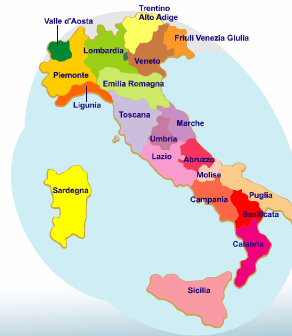 Trentino
Alto Adige
Valle d'Aosta
Friuli Venezia Giulia
Lombardia
Veneto
Piemonte
Emilia Romagna
Ligunia
Toscana
Marche
Umbria
Lazio
Abruzzo
Molise
Sardegna
Puglia
Campania
Basilicata
Calabria
Sicilia